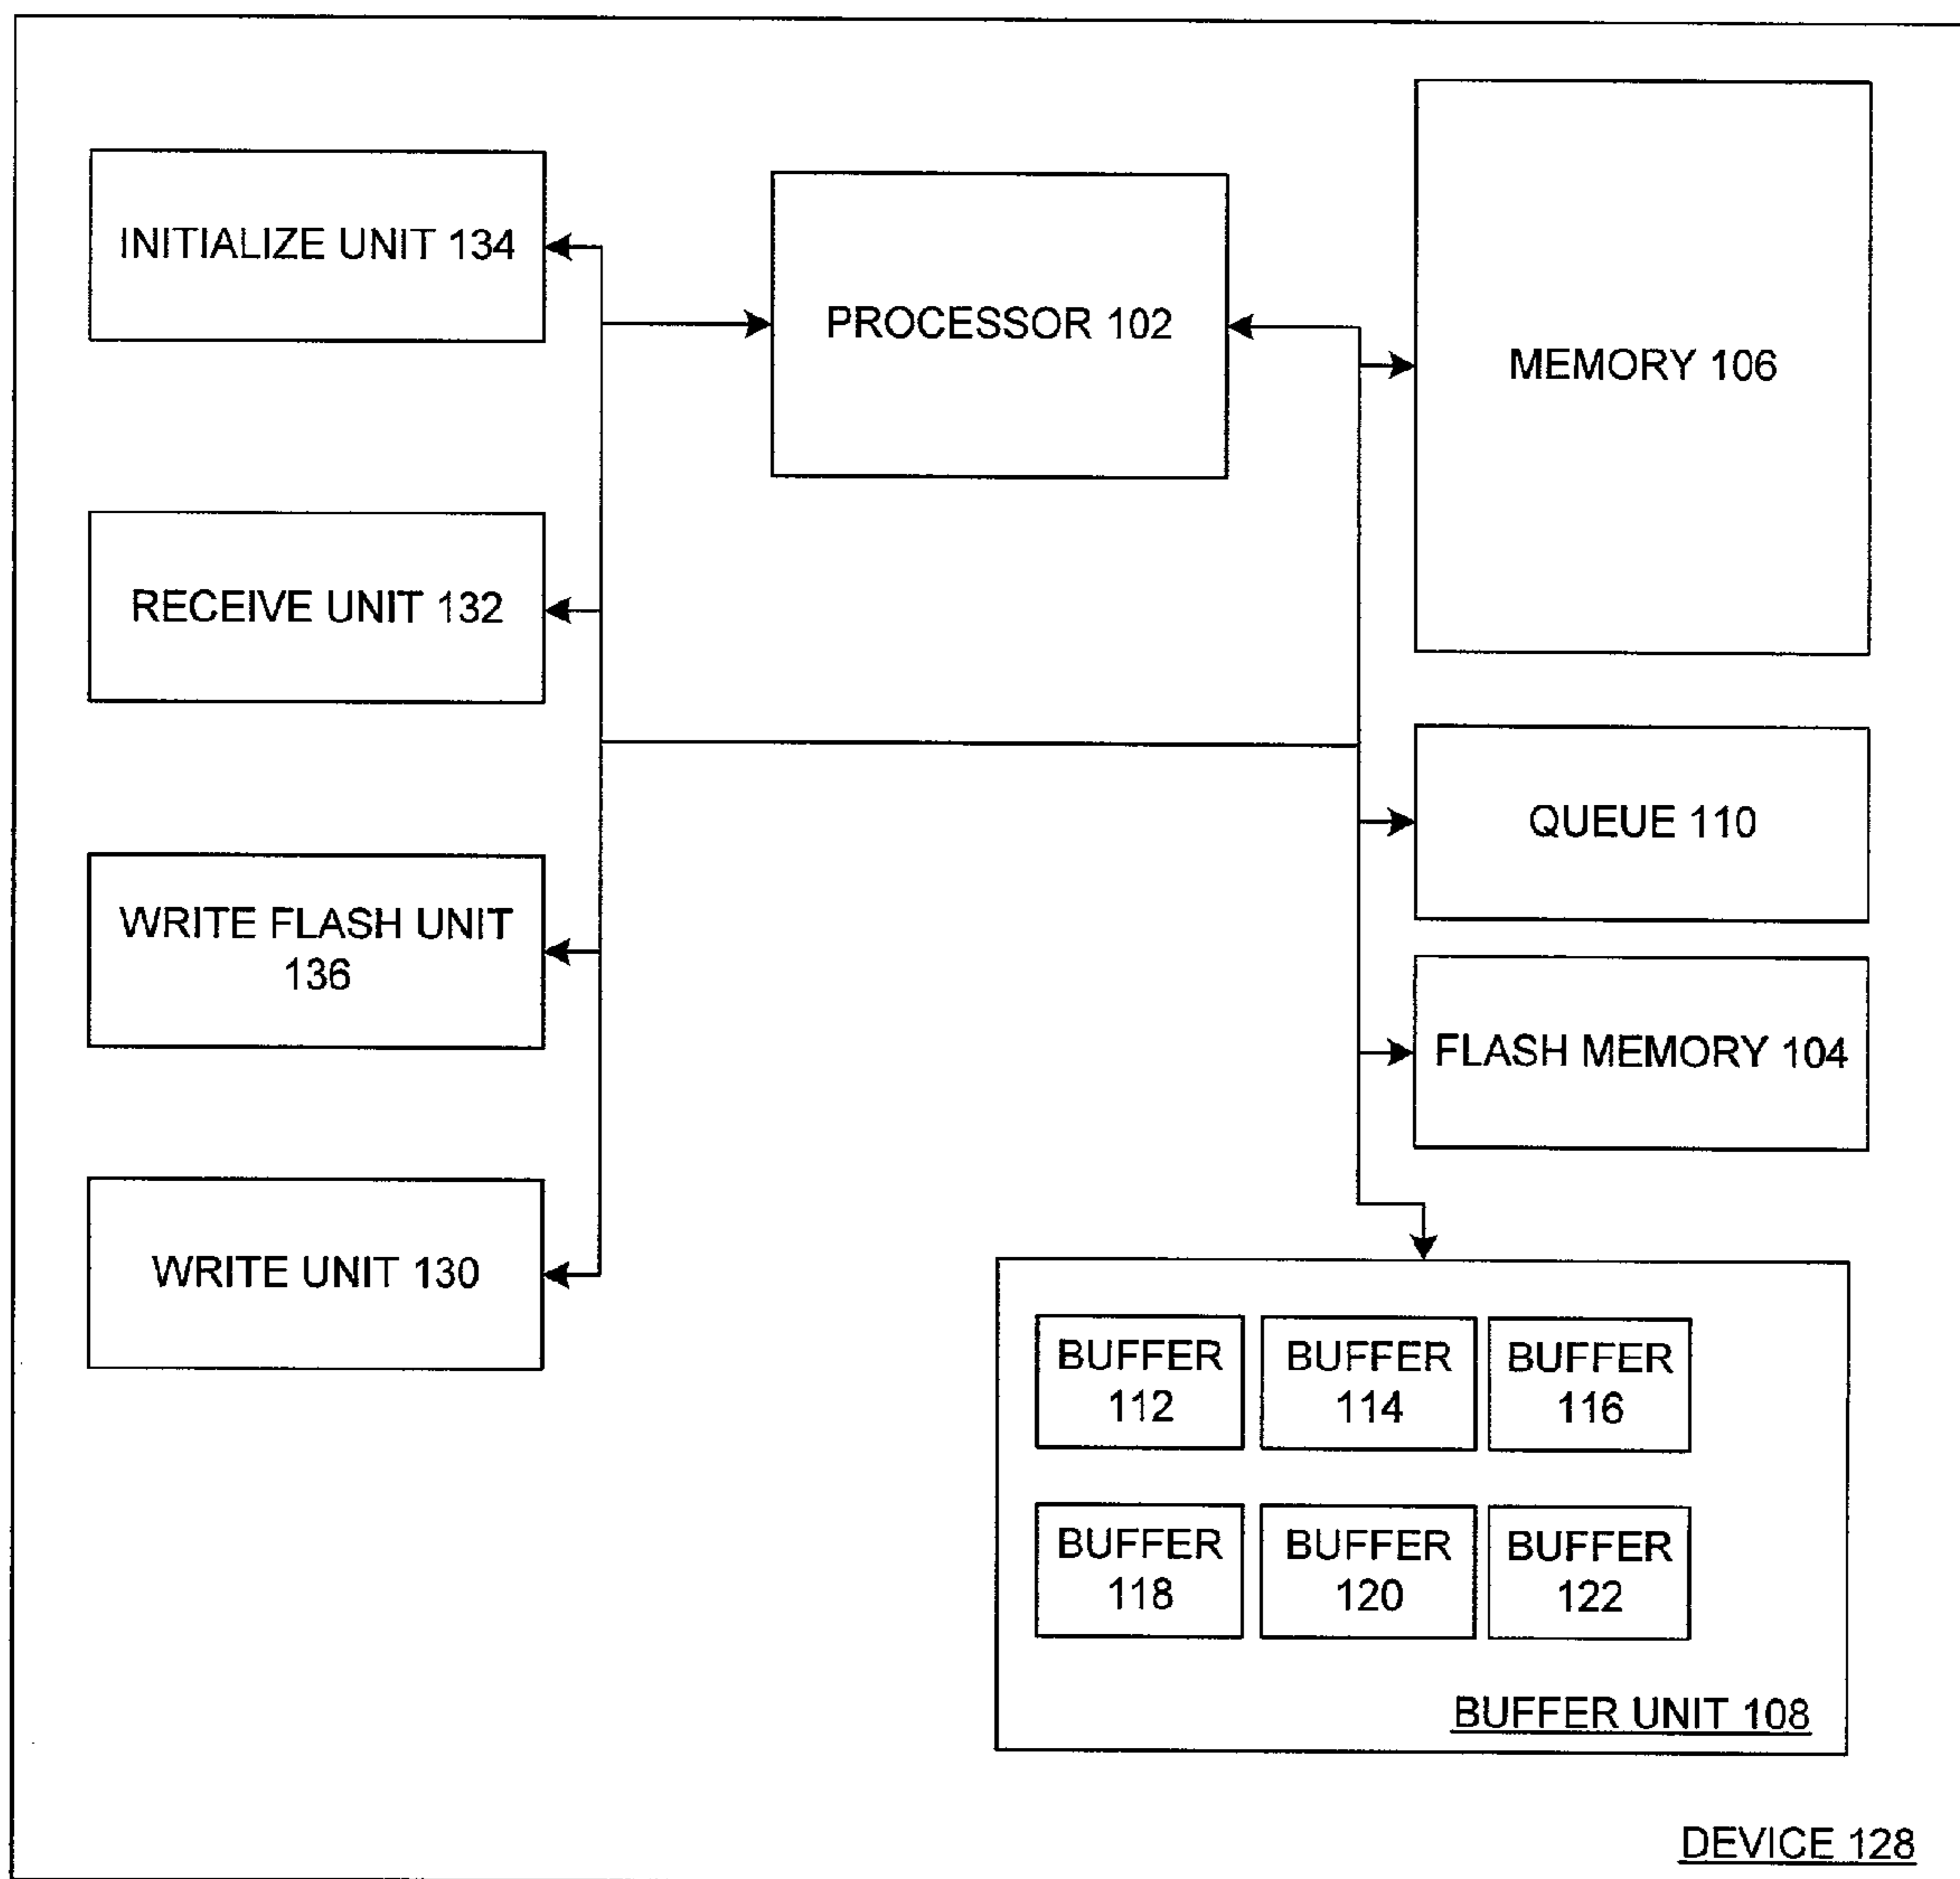 INITIALIZE UNIT 134
PROCESSOR 102
MEMORY 106
RECEIVE UNIT 132
QUEUE 110
WRITE FLASH UNIT
136
FLASH MEMORY 104
WRITE UNIT 130
BUFFER
112
BUFFER
114
BUFFER
116
BUFFER
118
BUFFER
120
BUFFER
122
BUFFER UNIT 108
DEVICE 128